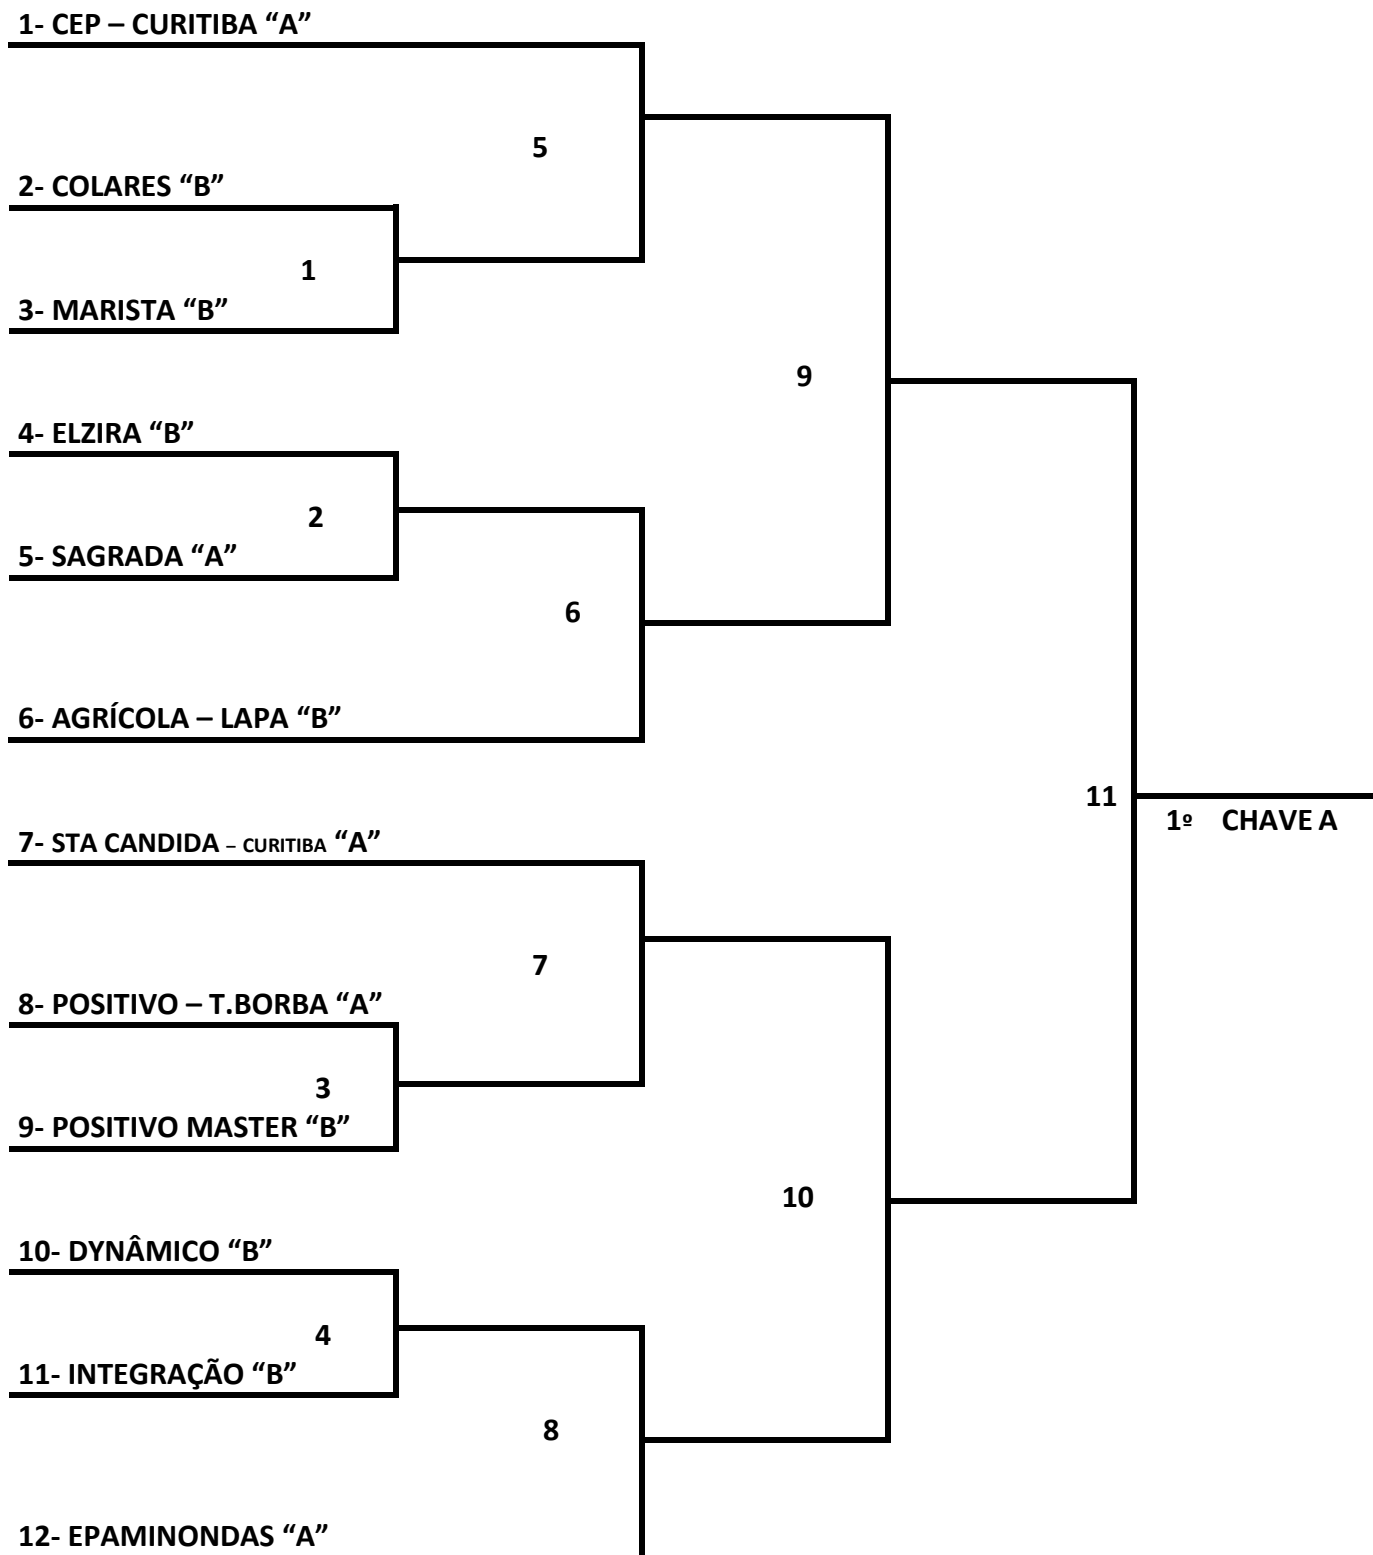 1- CEP – CURITIBA “A”
5
2- COLARES “B”
1
3- MARISTA “B”
9
4- ELZIRA “B”
2
5- SAGRADA “A”
6
6- AGRÍCOLA – LAPA “B”
11
1º CHAVE A
7- STA CANDIDA – CURITIBA “A”
7
8- POSITIVO – T.BORBA “A”
3
9- POSITIVO MASTER “B”
10
10- DYNÂMICO “B”
4
11- INTEGRAÇÃO “B”
8
12- EPAMINONDAS “A”